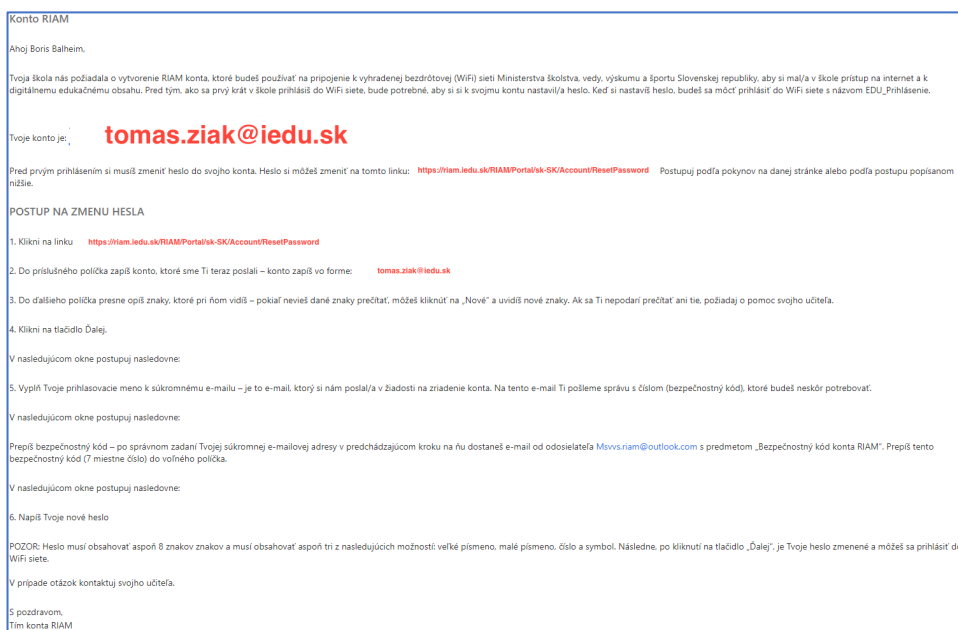 Konto RIAM
Ahoj Boris Balheim,
Tvoja škola nás požiadala o vytvorenie RIAM konta, ktoré budeš používať na pripojenie k vyhradenej bezdrôtovej (WiFi) sieti Ministerstva školstva, vedy, výskumu a športu Slovenskej republiky, aby si mal/a v škole prístup na internet a k
digitálnemu edukačnému obsahu. Pred tým, ako sa prvý krát v škole prihlásiš do WiFi siete, bude potrebné, aby si si k svojmu kontu nastavil/a heslo. Keď si nastavíš heslo, budeš sa môcť prihlásiť do WiFi siete s názvom EDU_Prihlásenie.
Tvoje konto je: tomas.ziak@iedu.sk
Pred prvým prihlásením si musíš zmeniť heslo do svojho konta. Heslo si môžeš zmeniť na tomto linku: https://riam.iedu.sk/RIAM/Portal/sk-SK/Account/ResetPassword Postupuj podľa pokynov na danej stránke alebo podľa postupu popísanom
nižšie.
POSTUP NA ZMENU HESLA
1. Klikni na linku https://riam.iedu.sk/RIAM/Portal/sk-SK/Account/ResetPassword
2. Do príslušného políčka zapíš konto, ktoré sme Ti teraz poslali – konto zapíš vo forme: tomas.ziak@iedu.sk
3. Do ďalšieho políčka presne opíš znaky, ktoré pri ňom vidíš – pokiaľ nevieš dané znaky prečítať, môžeš kliknúť na „Nové" a uvidíš nové znaky. Ak sa Ti nepodarí prečítať ani tie, požiadaj o pomoc svojho učiteľa.
4. Klikni na tlačidlo Ďalej.
V nasledujúcom okne postupuj nasledovne:
5. Vyplň Tvoje prihlasovacie meno k súkromnému e-mailu – je to e-mail, ktorý si nám poslal/a v žiadosti na zriadenie konta. Na tento e-mail Ti pošleme správu s číslom (bezpečnostný kód), ktoré budeš neskôr potrebovať.
V nasledujúcom okne postupuj nasledovne:
Prepíš bezpečnostný kód – po správnom zadaní Tvojej súkromnej e-mailovej adresy v predchádzajúcom kroku na ňu dostaneš e-mail od odosielateľa Msvvs.riam@outlook.com s predmetom „Bezpečnostný kód konta RIAM". Prepíš tento
bezpečnostný kód (7 miestne číslo) do voľného políčka.
V nasledujúcom okne postupuj nasledovne:
6. Napíš Tvoje nové heslo
POZOR: Heslo musí obsahovať aspoň 8 znakov znakov a musí obsahovať aspoň tri z nasledujúcich možností: veľké písmeno, malé písmeno, číslo a symbol. Následne, po kliknutí na tlačidlo „Ďalej", je Tvoje heslo zmenené a môžeš sa prihlásiť do
WiFi siete.
V prípade otázok kontaktuj svojho učiteľa.
S pozdravom,
Tím konta RIAM